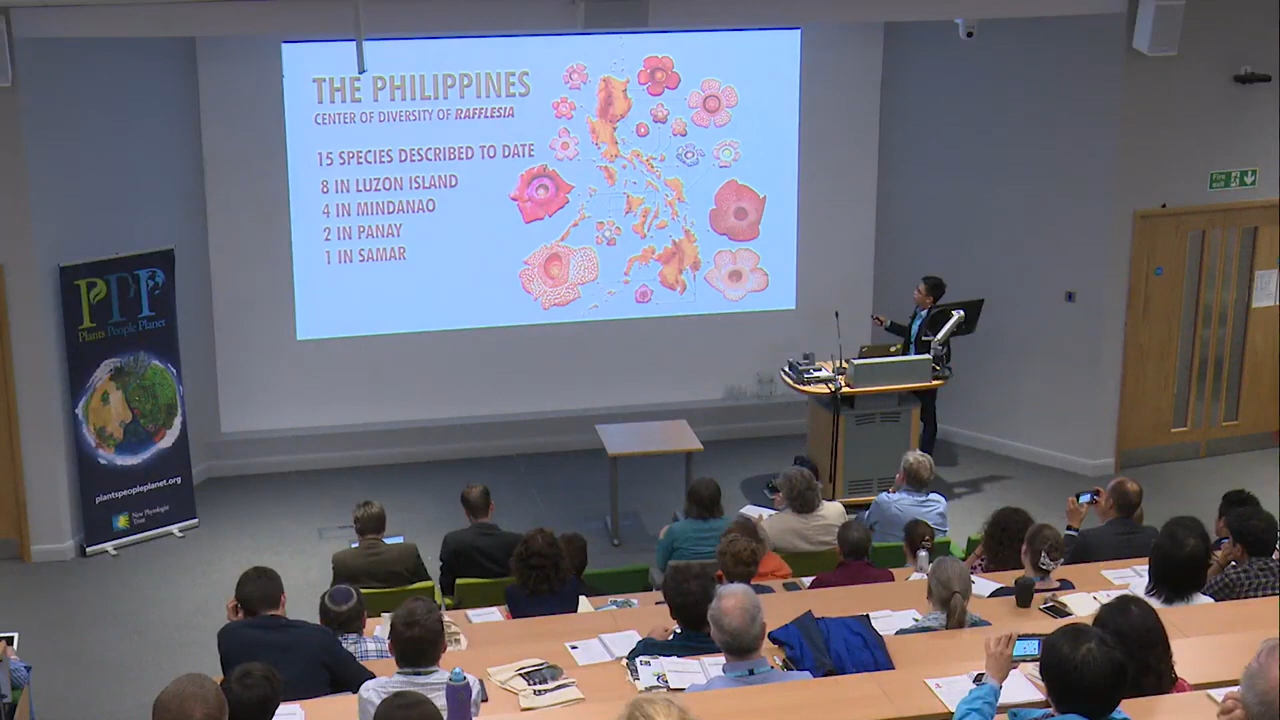 THE PHILIPPINES
CENTER OF DIVERSITY OF RAFFLESIA
15 SPECIES DESCRIBED TO DATE
8 IN LUZON ISLAND
4 IN MINDANAO
2 IN PANAY
1 IN SAMAR
PPP
Plants People Planet
plantspeopleplanet.org
New Phytologist
Trust
Fire
exit